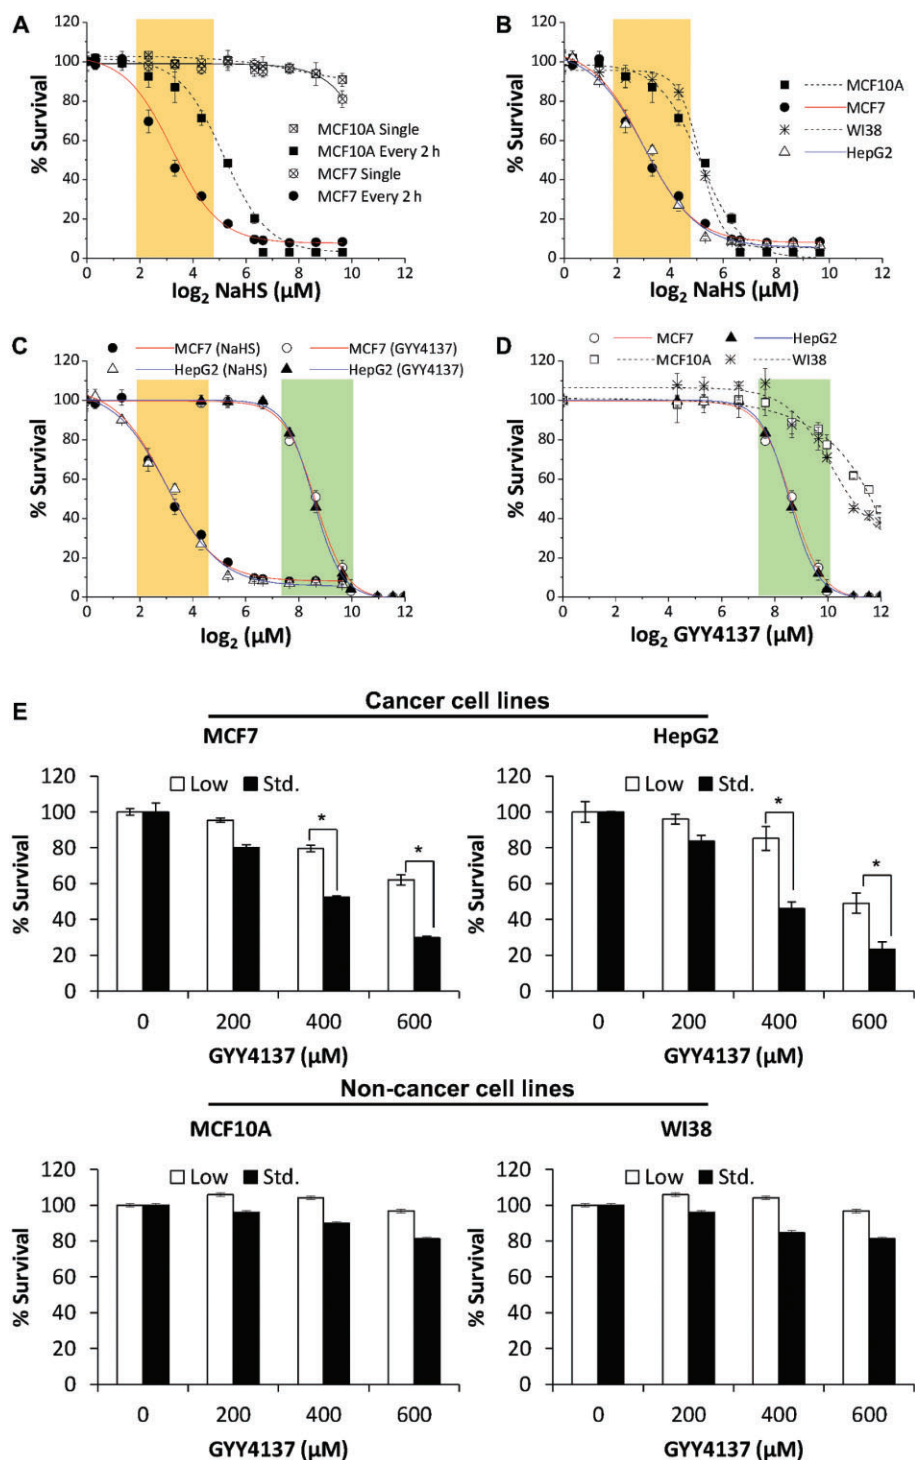 A
120
100
80
60
40
20
0
% Survival
MCF10A Single
MCF10A Every 2 h
MCF7 Single
MCF7 Every 2 h
0 2 4 6 8 10 12
log₂ NaHS (μM)
B
120
100
80
60
40
20
0
% Survival
MCF10A
MCF7
WI38
HepG2
0 2 4 6 8 10 12
log₂ NaHS (μM)
C
MCF7 (NaHS) MCF7 (GYY4137)
HepG2 (NaHS) HepG2 (GYY4137)
120
100
80
60
40
20
0
% Survival
0 2 4 6 8 10 12
log₂ (μM)
D
MCF7 HepG2
MCF10A WI38
120
100
80
60
40
20
0
% Survival
0 2 4 6 8 10 12
log₂ GYY4137 (μM)
E
Cancer cell lines
MCF7
120
100
80
60
40
20
0
% Survival
Low Std.
*
*
0 200 400 600
GYY4137 (μM)
HepG2
120
100
80
60
40
20
0
% Survival
Low Std.
*
*
0 200 400 600
GYY4137 (μM)
Non-cancer cell lines
MCF10A
120
100
80
60
40
20
0
% Survival
Low Std.
0 200 400 600
GYY4137 (μM)
WI38
120
100
80
60
40
20
0
% Survival
Low Std.
0 200 400 600
GYY4137 (μM)